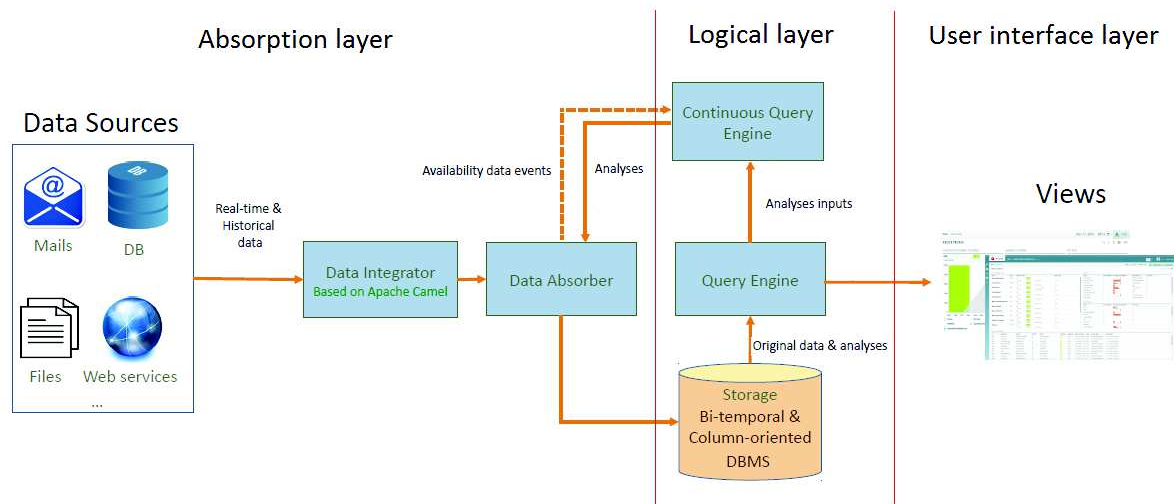 Absorption layer
Logical layer
User interface layer
Data Sources
@
Mails
DB
DB
Files
Web services
...
Real-time &
Historical
data
Data Integrator
Based on Apache Camel
Data Absorber
Availability data events
Analyses
Continuous Query
Engine
Analyses inputs
Query Engine
Original data & analyses
Storage
Bi-temporal &
Column-oriented
DBMS
Views